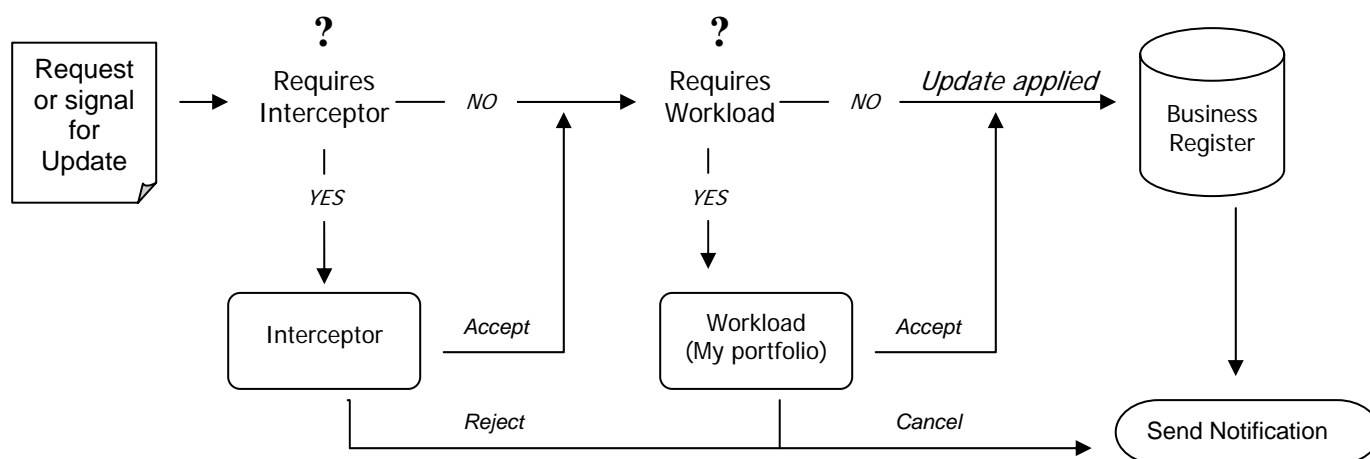 ?
?
Request
or signal
for
Update
Requires
Interceptor
NO
Requires
Workload
NO
Update applied
Business
Register
YES
YES
Interceptor
Accept
Workload
(My portfolio)
Accept
Reject
Cancel
Send Notification